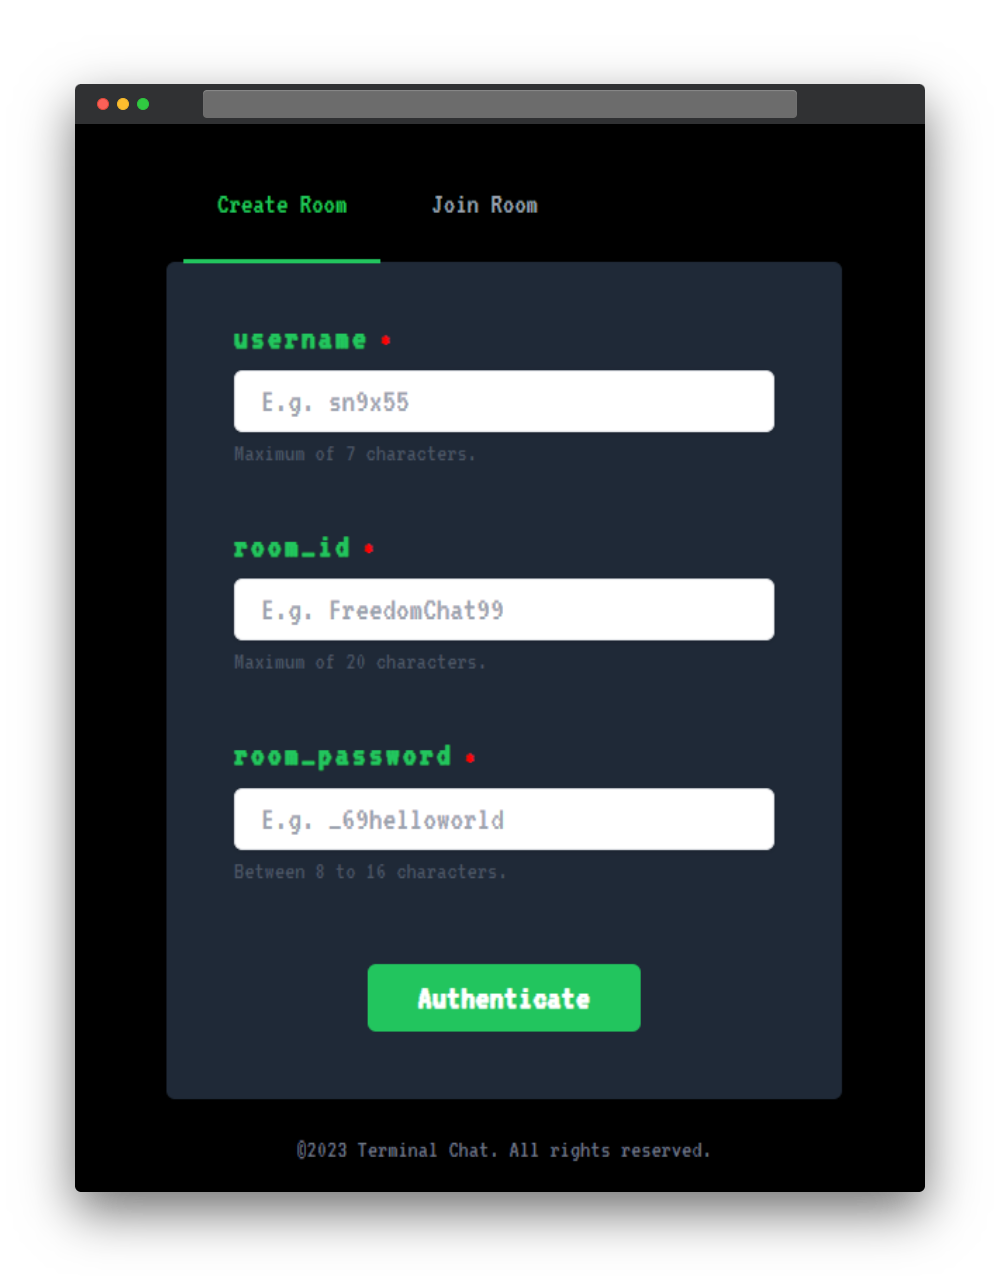 Create Room Join Room
username *
E.g. sn9x55
Maximum of 7 characters.
room_id *
E.g. FreedomChat99
Maximum of 20 characters.
room_password *
E.g. _69helloworld
Between 8 to 16 characters.
Authenticate
©2023 Terminal Chat. All rights reserved.